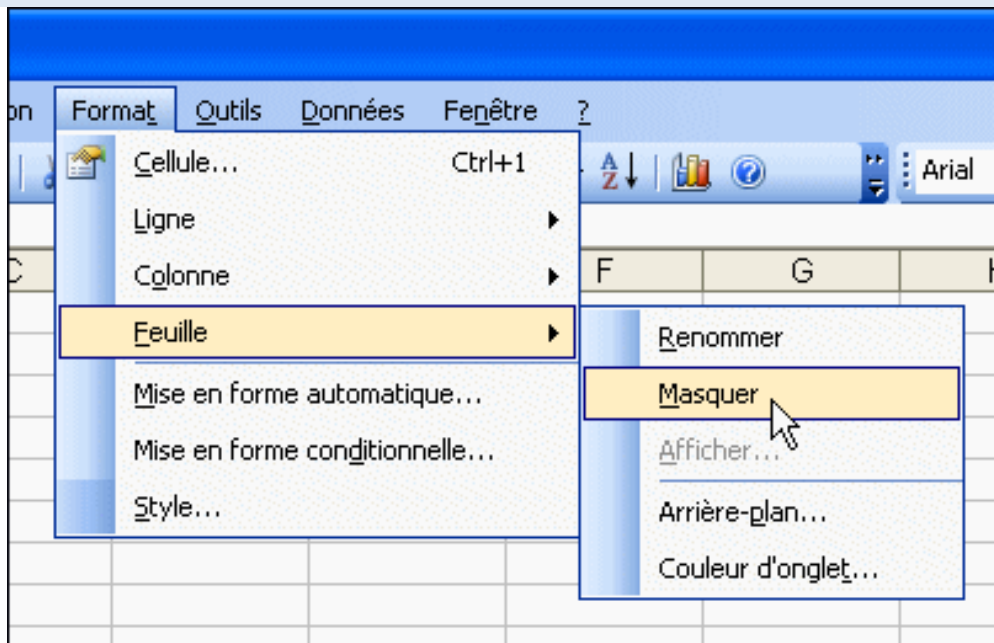 on Format Outils Données Fenêtre ?
Cellule... Ctrl+1
A
Z
Arial
Ligne
Colonne
C F G H
Feuille
Renommer
Mise en forme automatique...
Masquer
Mise en forme conditionnelle...
Afficher...
Style...
Arrière-plan...
Couleur d'onglet...